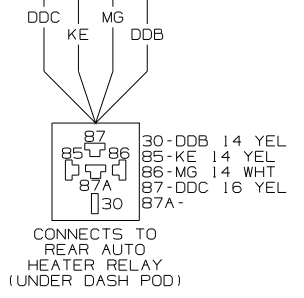 DDC
MG
KE
DDB
87
85
86
87A
30
30-DDB 14 YEL
85-KE 14 YEL
86-MG 14 WHT
87-DDC 16 YEL
87A-
CONNECTS TO
REAR AUTO
HEATER RELAY
(UNDER DASH POD)